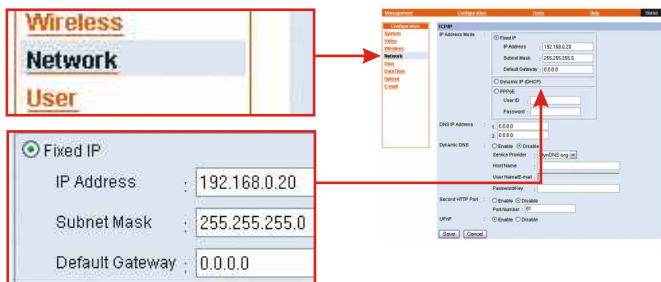 Wireless
Network
User
Fixed IP
IP Address : 192.168.0.20
Subnet Mask : 255.255.255.0
Default Gateway : 0.0.0.0
Management Configuration Tools Help Home
Configuration
System
Video
Wireless
Network
User
Date/Time
Upload
E-mail
TCP/IP
IP Address Mode :
Fixed IP
IP Address : 192.168.0.20
Subnet Mask : 255.255.255.0
Default Gateway : 0.0.0.0
Dynamic IP (DHCP)
PPPoE
User ID :
Password :
DNS IP Address : 1. 0.0.0.0
2. 0.0.0.0
Dynamic DNS : Enable Disable
Service Provider : DynDNS.org
Host Name :
User Name/E-mail :
Password/Key :
Second HTTP Port : Enable Disable
Port Number : 81
UPnP : Enable Disable
Save Cancel